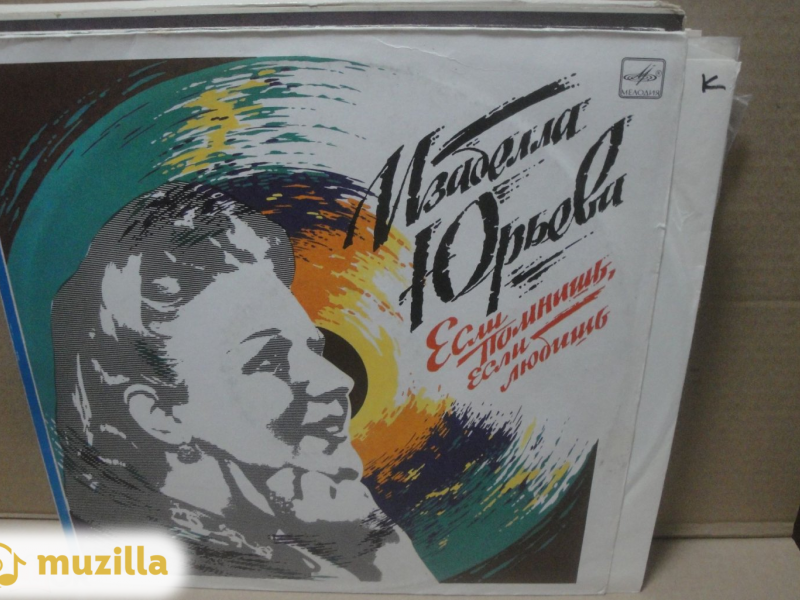 МЕЛОДИЯ
Изабелла
Юрьева
Если
помнишь,
если
любишь
K
muzilla